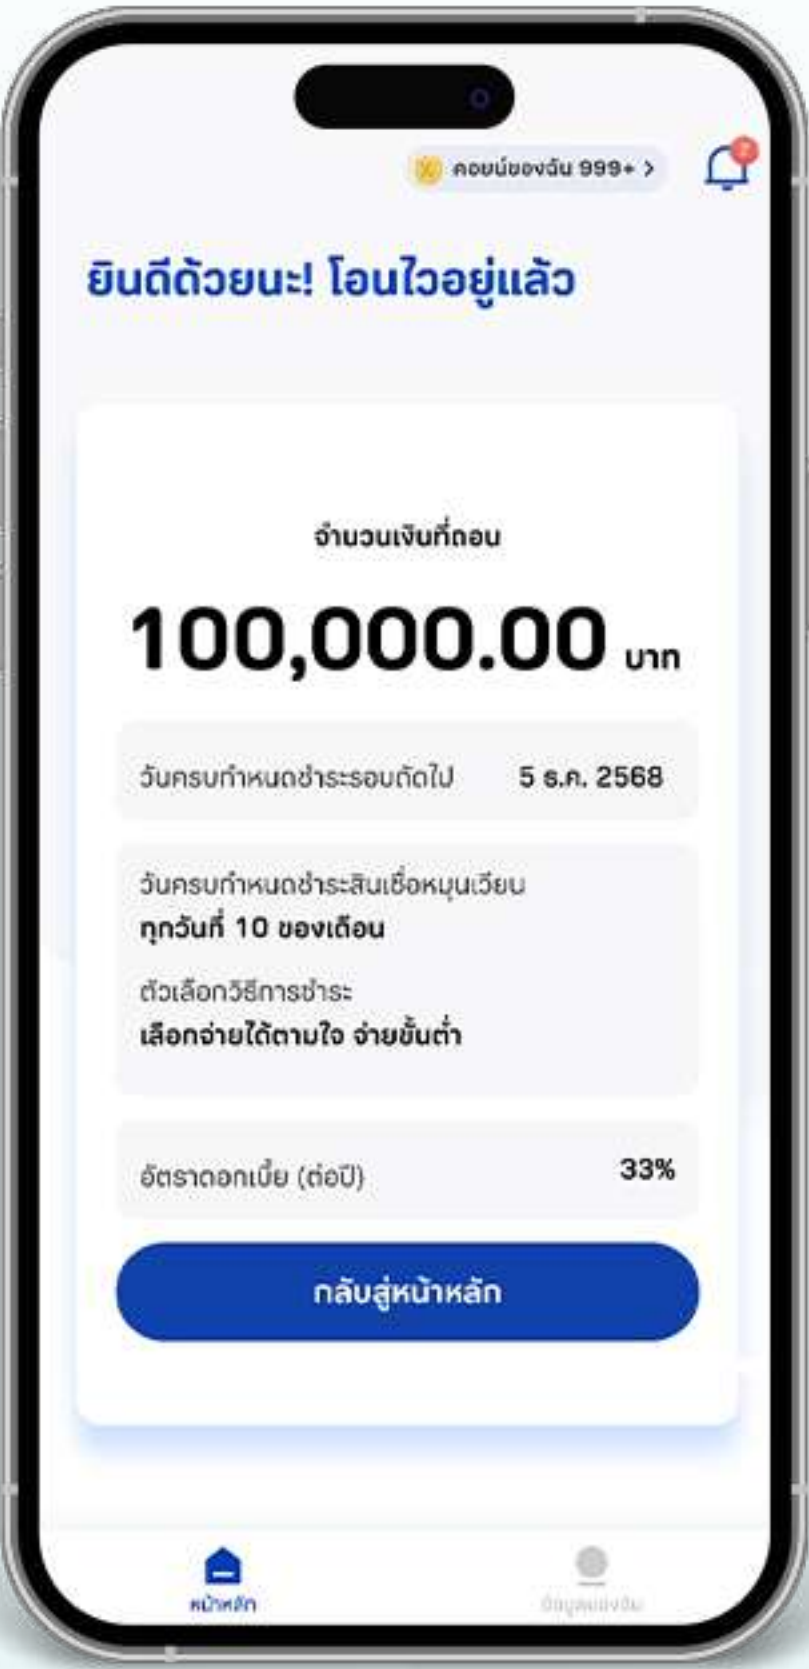 คอยน์ของฉัน 999+ >
ยินดีด้วยนะ! โอนไวอยู่แล้ว
จำนวนเงินที่ถอน
100,000.00 บาท
วันครบกำหนดชำระรอบถัดไป 5 ธ.ค. 2568
วันครบกำหนดชำระสินเชื่อหมุนเวียน
ทุกวันที่ 10 ของเดือน
ตัวเลือกวิธีการชำระ
เลือกจ่ายได้ตามใจ จ่ายขั้นต่ำ
อัตราดอกเบี้ย (ต่อปี) 33%
กลับสู่หน้าหลัก
หน้าหลัก ข้อมูลของฉัน